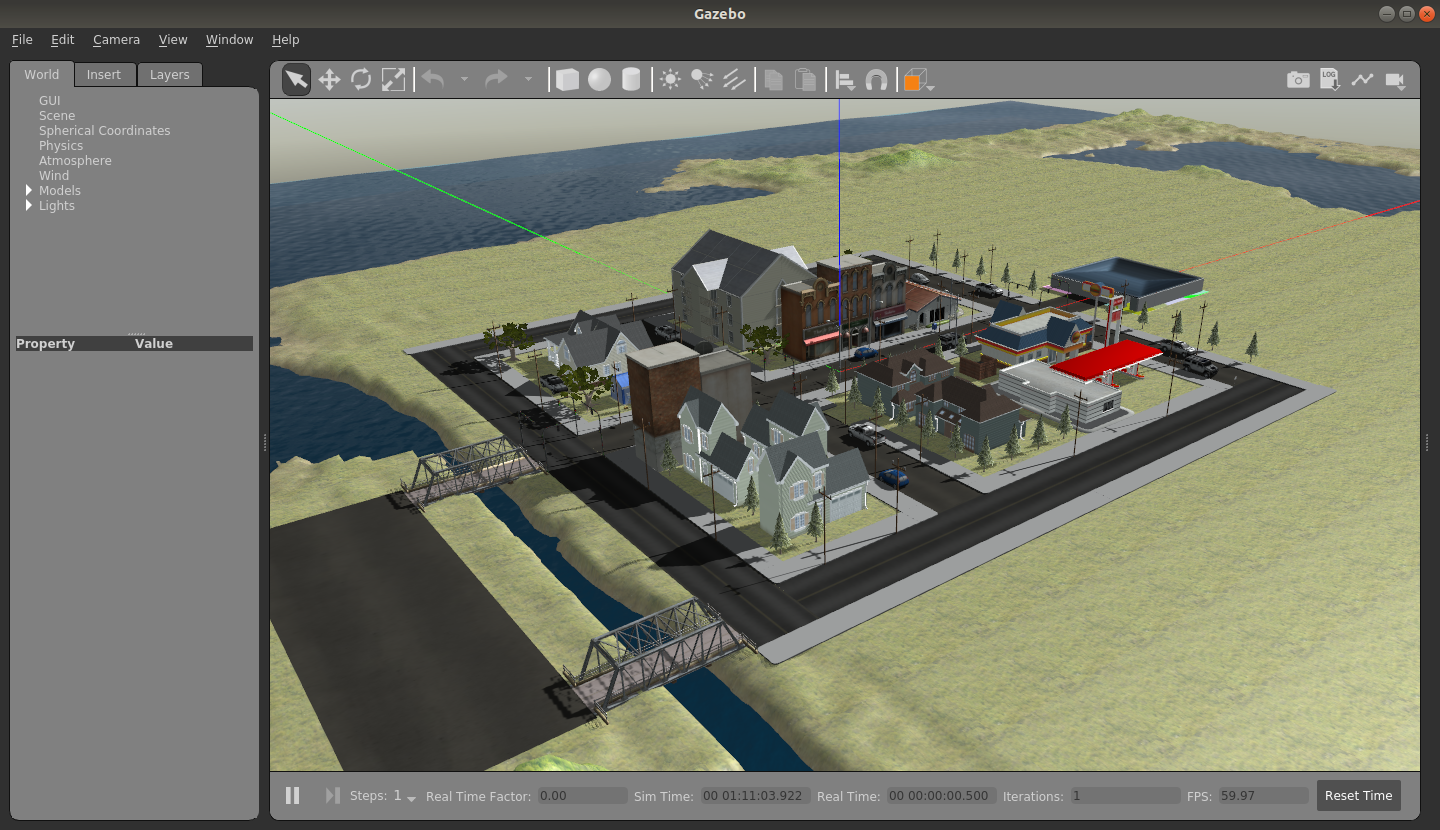 Gazebo
File Edit Camera View Window Help
World Insert Layers
LOG
GUI
Scene
Spherical Coordinates
Physics
Atmosphere
Wind
Models
Lights
Property Value
Steps: 1 Real Time Factor: 0.00 Sim Time: 00 01:11:03.922 Real Time: 00 00:00:00.500 Iterations: 1 FPS: 59.97 Reset Time